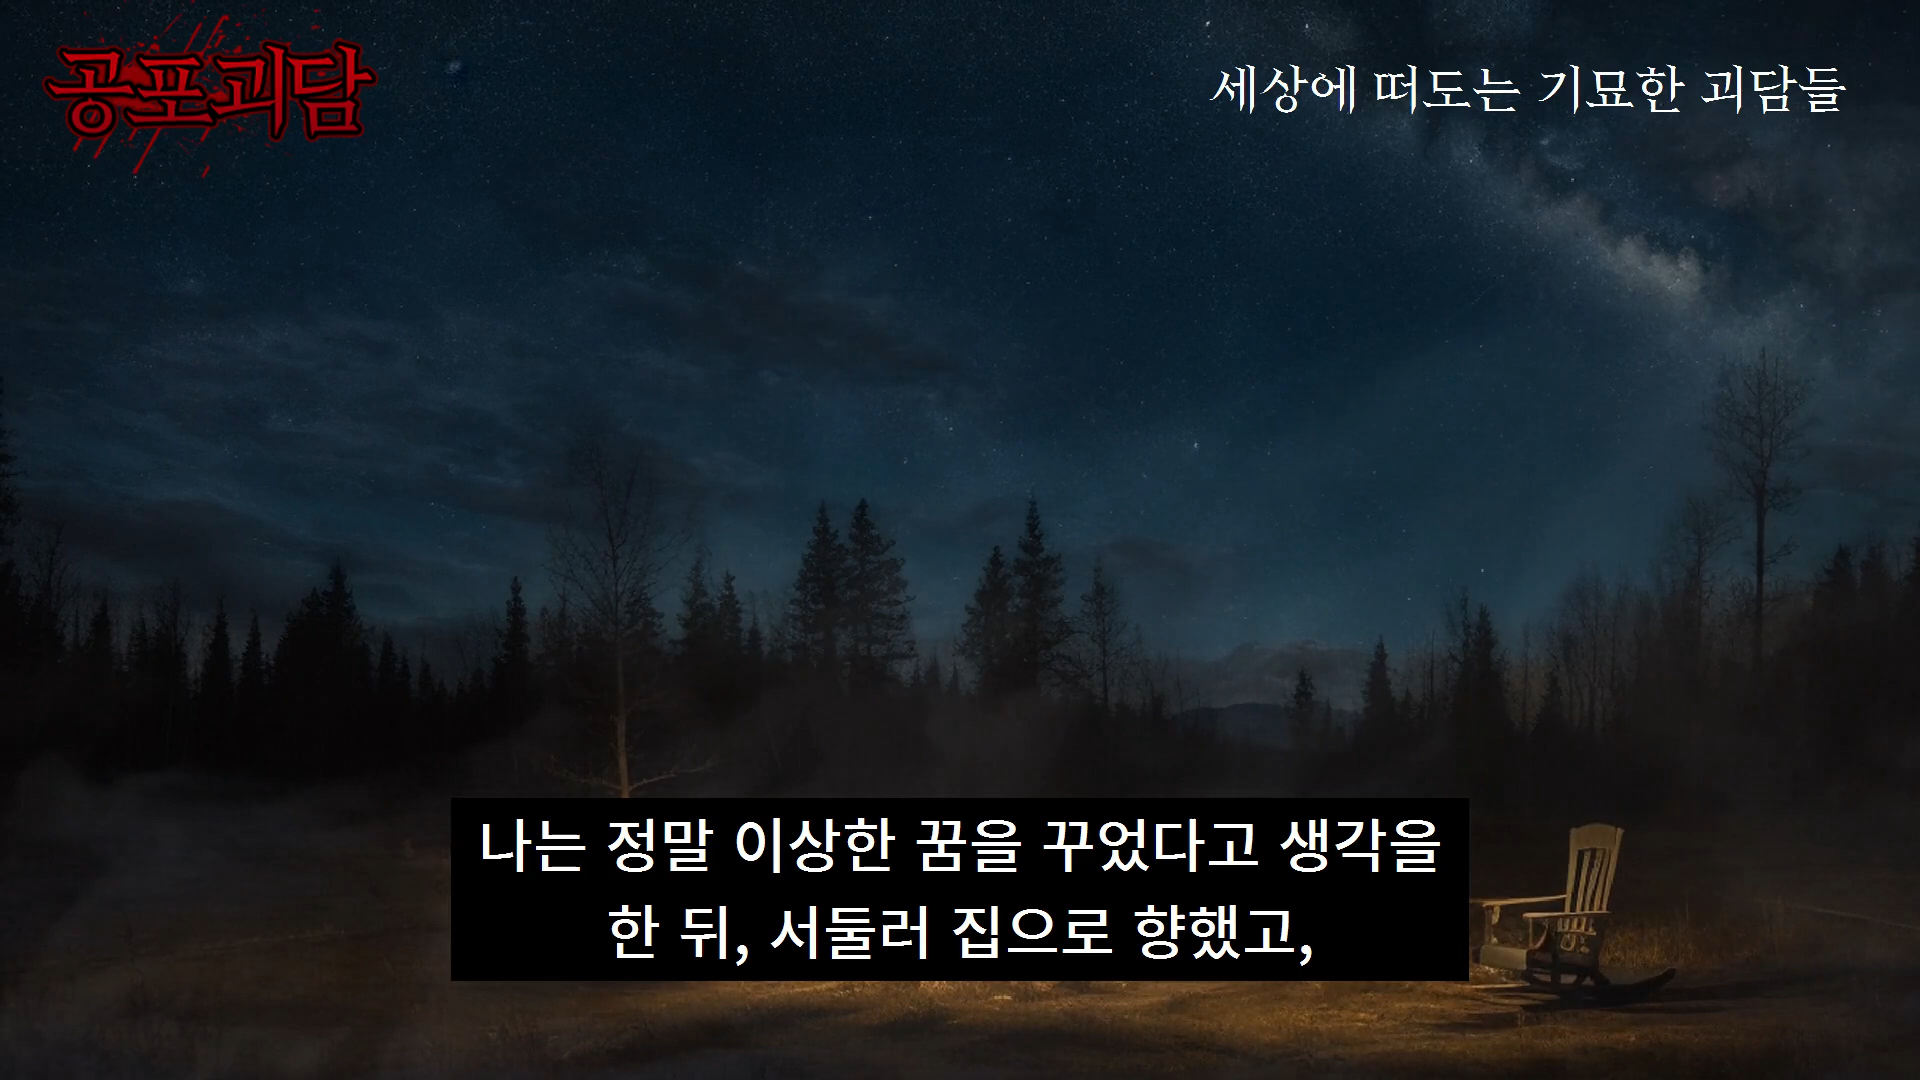 공포괴담
세상에 떠도는 기묘한 괴담들
나는 정말 이상한 꿈을 꾸었다고 생각을
한 뒤, 서둘러 집으로 향했고,